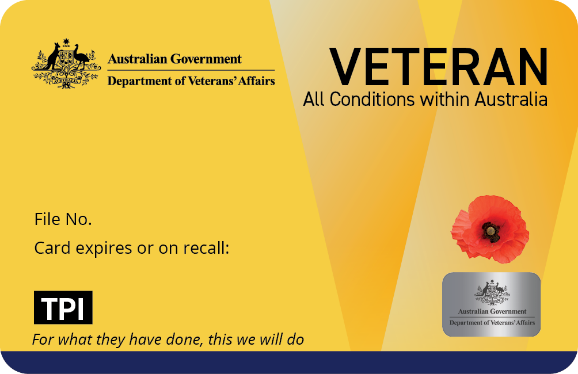 Australian Government
Department of Veterans' Affairs
VETERAN
All Conditions within Australia
File No.
Card expires or on recall:
TPI
For what they have done, this we will do
Australian Government
Department of Veterans' Affairs